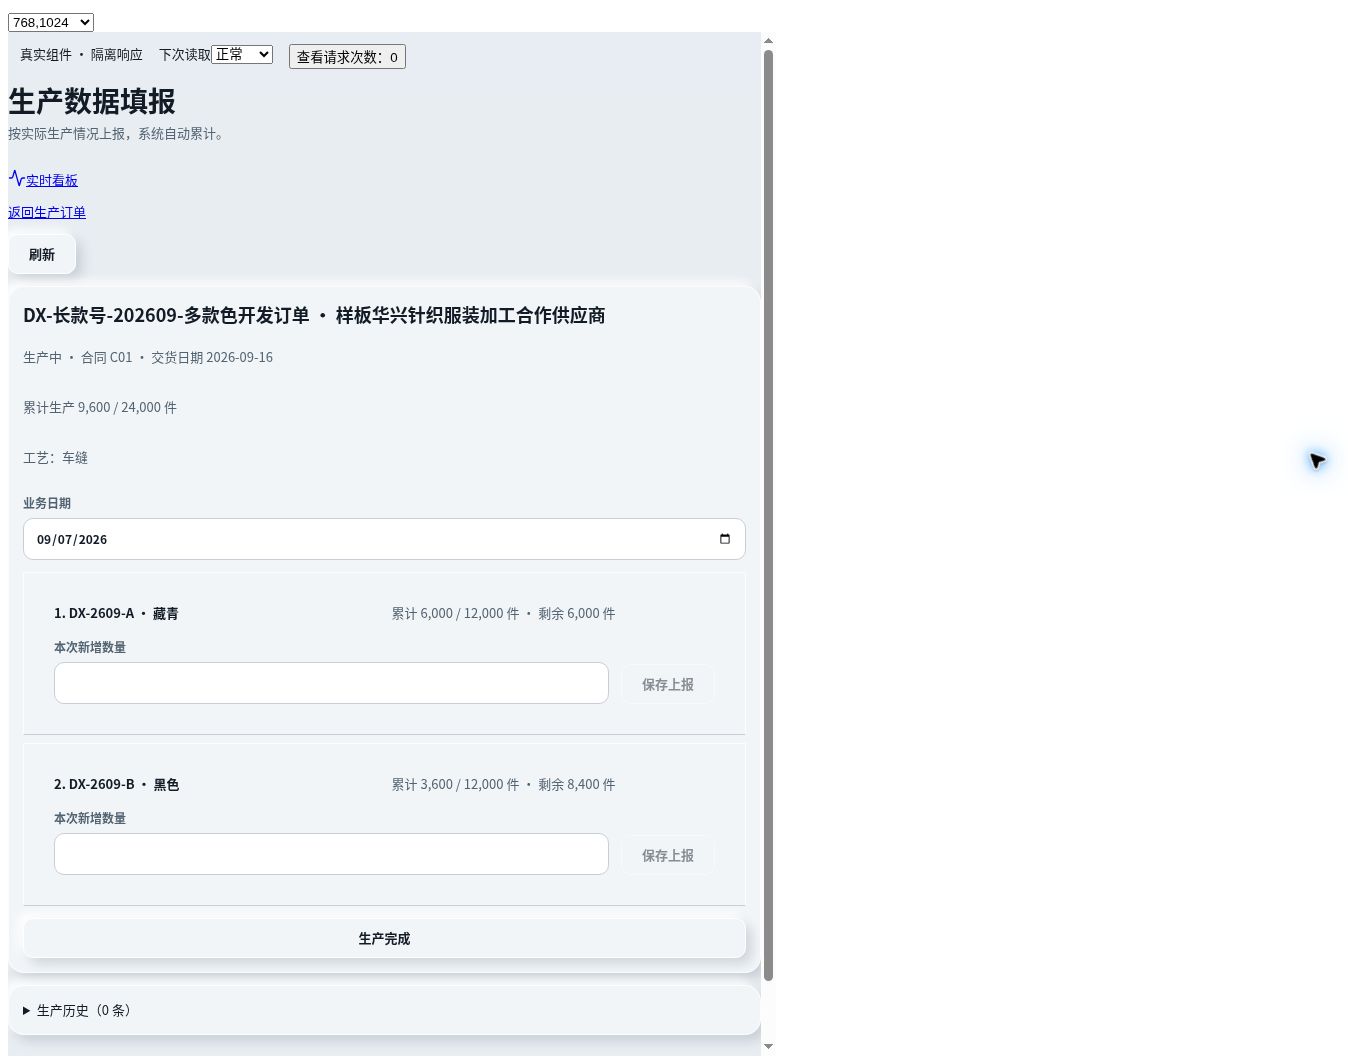 768,1024
真实组件 · 隔离响应 下次读取 正常 查看请求次数：0
生产数据填报
按实际生产情况上报，系统自动累计。
实时看板
返回生产订单
刷新
DX-长款号-202609-多款色开发订单 · 样板华兴针织服装加工合作供应商
生产中 · 合同 C01 · 交货日期 2026-09-16
累计生产 9,600 / 24,000 件
工艺：车缝
业务日期
09/07/2026
1. DX-2609-A · 藏青 累计 6,000 / 12,000 件 · 剩余 6,000 件
本次新增数量
保存上报
2. DX-2609-B · 黑色 累计 3,600 / 12,000 件 · 剩余 8,400 件
本次新增数量
保存上报
生产完成
生产历史（0 条）